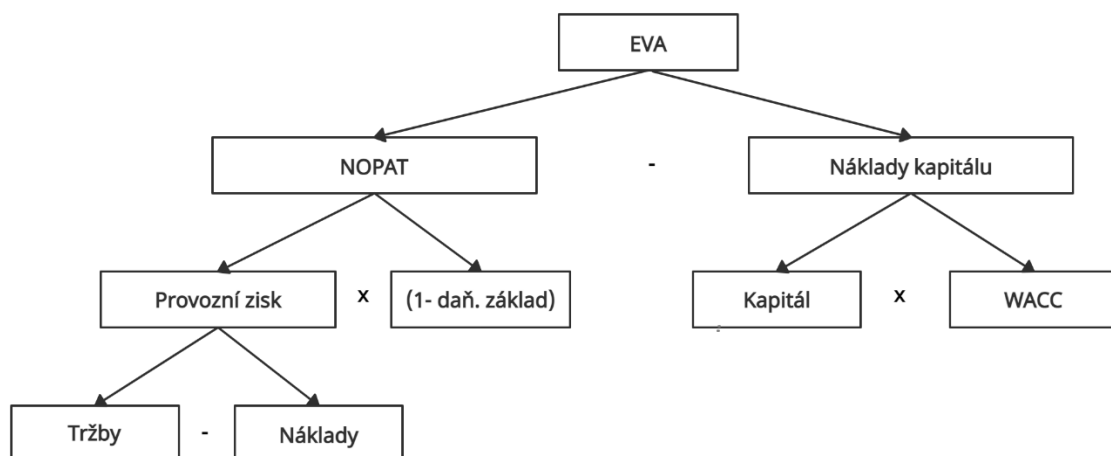 EVA
NOPAT - Náklady kapitálu
Provozní zisk x (1- daň. základ) Kapitál x WACC
Tržby - Náklady